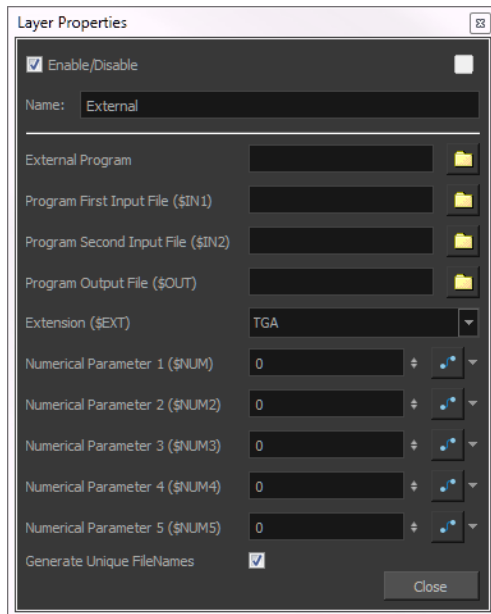 Layer Properties
Enable/Disable
Name: External
External Program
Program First Input File ($IN1)
Program Second Input File ($IN2)
Program Output File ($OUT)
Extension ($EXT) TGA
Numerical Parameter 1 ($NUM) 0
Numerical Parameter 2 ($NUM2) 0
Numerical Parameter 3 ($NUM3) 0
Numerical Parameter 4 ($NUM4) 0
Numerical Parameter 5 ($NUM5) 0
Generate Unique FileNames
Close